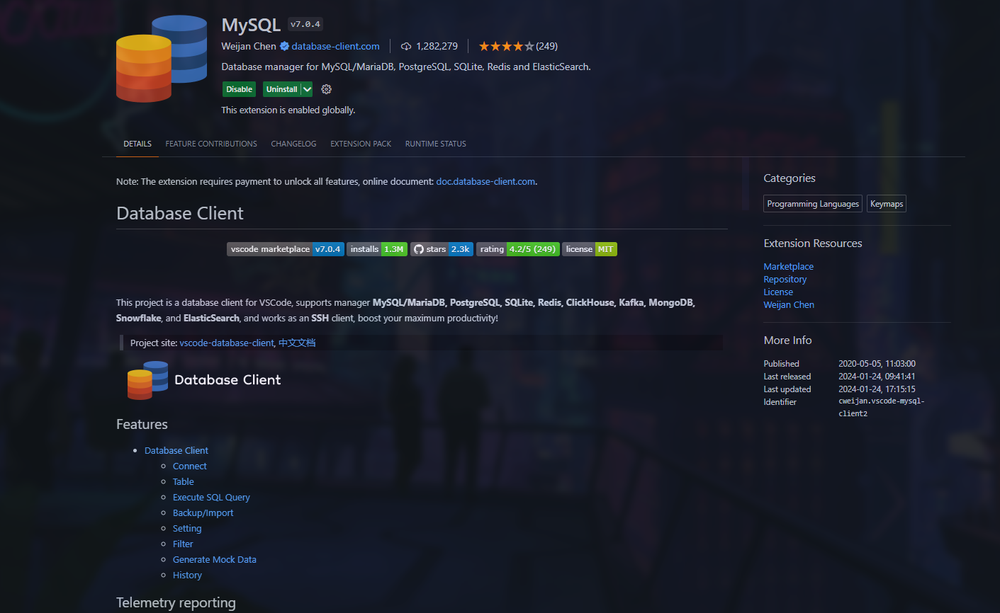 MySQL v7.0.4
Weijan Chen database-client.com 1,282,279 (249)
Database manager for MySQL/MariaDB, PostgreSQL, SQLite, Redis and ElasticSearch.
Disable Uninstall
This extension is enabled globally.
DETAILS FEATURE CONTRIBUTIONS CHANGELOG EXTENSION PACK RUNTIME STATUS
Note: The extension requires payment to unlock all features, online document: doc.database-client.com.
Database Client
vscode marketplace v7.0.4 installs 1.3M stars 2.3k rating 4.2/5 (249) license MIT
This project is a database client for VSCode, supports manager MySQL/MariaDB, PostgreSQL, SQLite, Redis, ClickHouse, Kafka, MongoDB,
Snowflake, and ElasticSearch, and works as an SSH client, boost your maximum productivity!
Project site: vscode-database-client, 中文文档
Database Client
Features
Database Client
Connect
Table
Execute SQL Query
Backup/Import
Setting
Filter
Generate Mock Data
History
Telemetry reporting
Categories
Programming Languages Keymaps
Extension Resources
Marketplace
Repository
License
Weijan Chen
More Info
Published 2020-05-05, 11:03:00
Last released 2024-01-24, 09:41:41
Last updated 2024-01-24, 17:15:15
Identifier cweijan.vscode-mysql-
client2